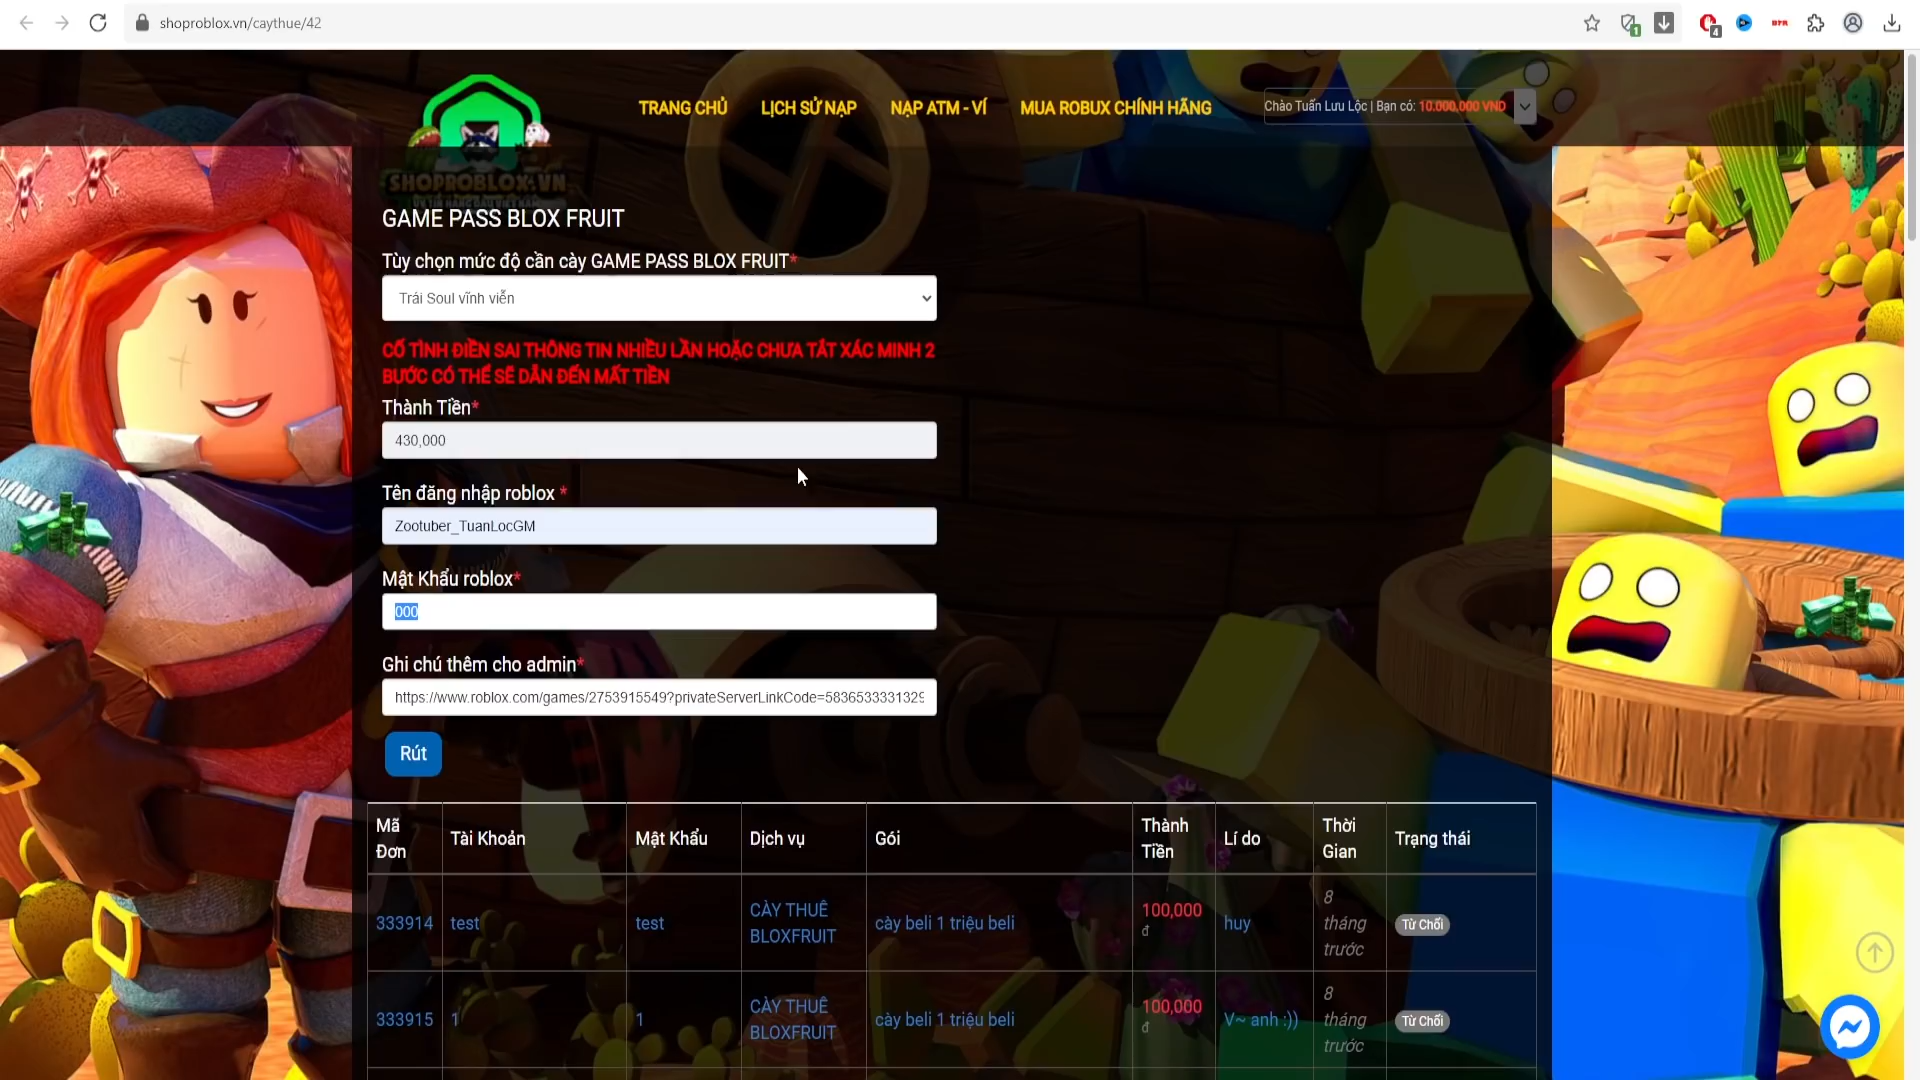 shoproblox.vn/caythue/42
1
4
TRANG CHỦ
LỊCH SỬ NẠP
NẠP ATM - VÍ
MUA ROBUX CHÍNH HÃNG
Chào Tuấn Lưu Lộc | Bạn có: 10.000.000 VNĐ
SHOPROBLOX.VN
GAME PASS BLOX FRUIT
Tùy chọn mức độ cần cày GAME PASS BLOX FRUIT*
Trái Soul vĩnh viễn
CỐ TÌNH ĐIỀN SAI THÔNG TIN NHIỀU LẦN HOẶC CHƯA TẮT XÁC MINH 2
BƯỚC CÓ THỂ SẼ DẪN ĐẾN MẤT TIỀN
Thành Tiền*
430,000
Tên đăng nhập roblox *
Zootuber_TuanLocGM
Mật Khẩu roblox*
000
Ghi chú thêm cho admin*
https://www.roblox.com/games/2753915549?privateServerLinkCode=5836533331329
Rút
Mã Đơn
Tài Khoản
Mật Khẩu
Dịch vụ
Gói
Thành Tiền
Lí do
Thời Gian
Trạng thái
333914
test
test
CÀY THUÊ BLOXFRUIT
cày beli 1 triệu beli
100,000 đ
huy
8 tháng trước
Từ Chối
333915
1
1
CÀY THUÊ BLOXFRUIT
cày beli 1 triệu beli
100,000 đ
V~ anh :))
8 tháng trước
Từ Chối